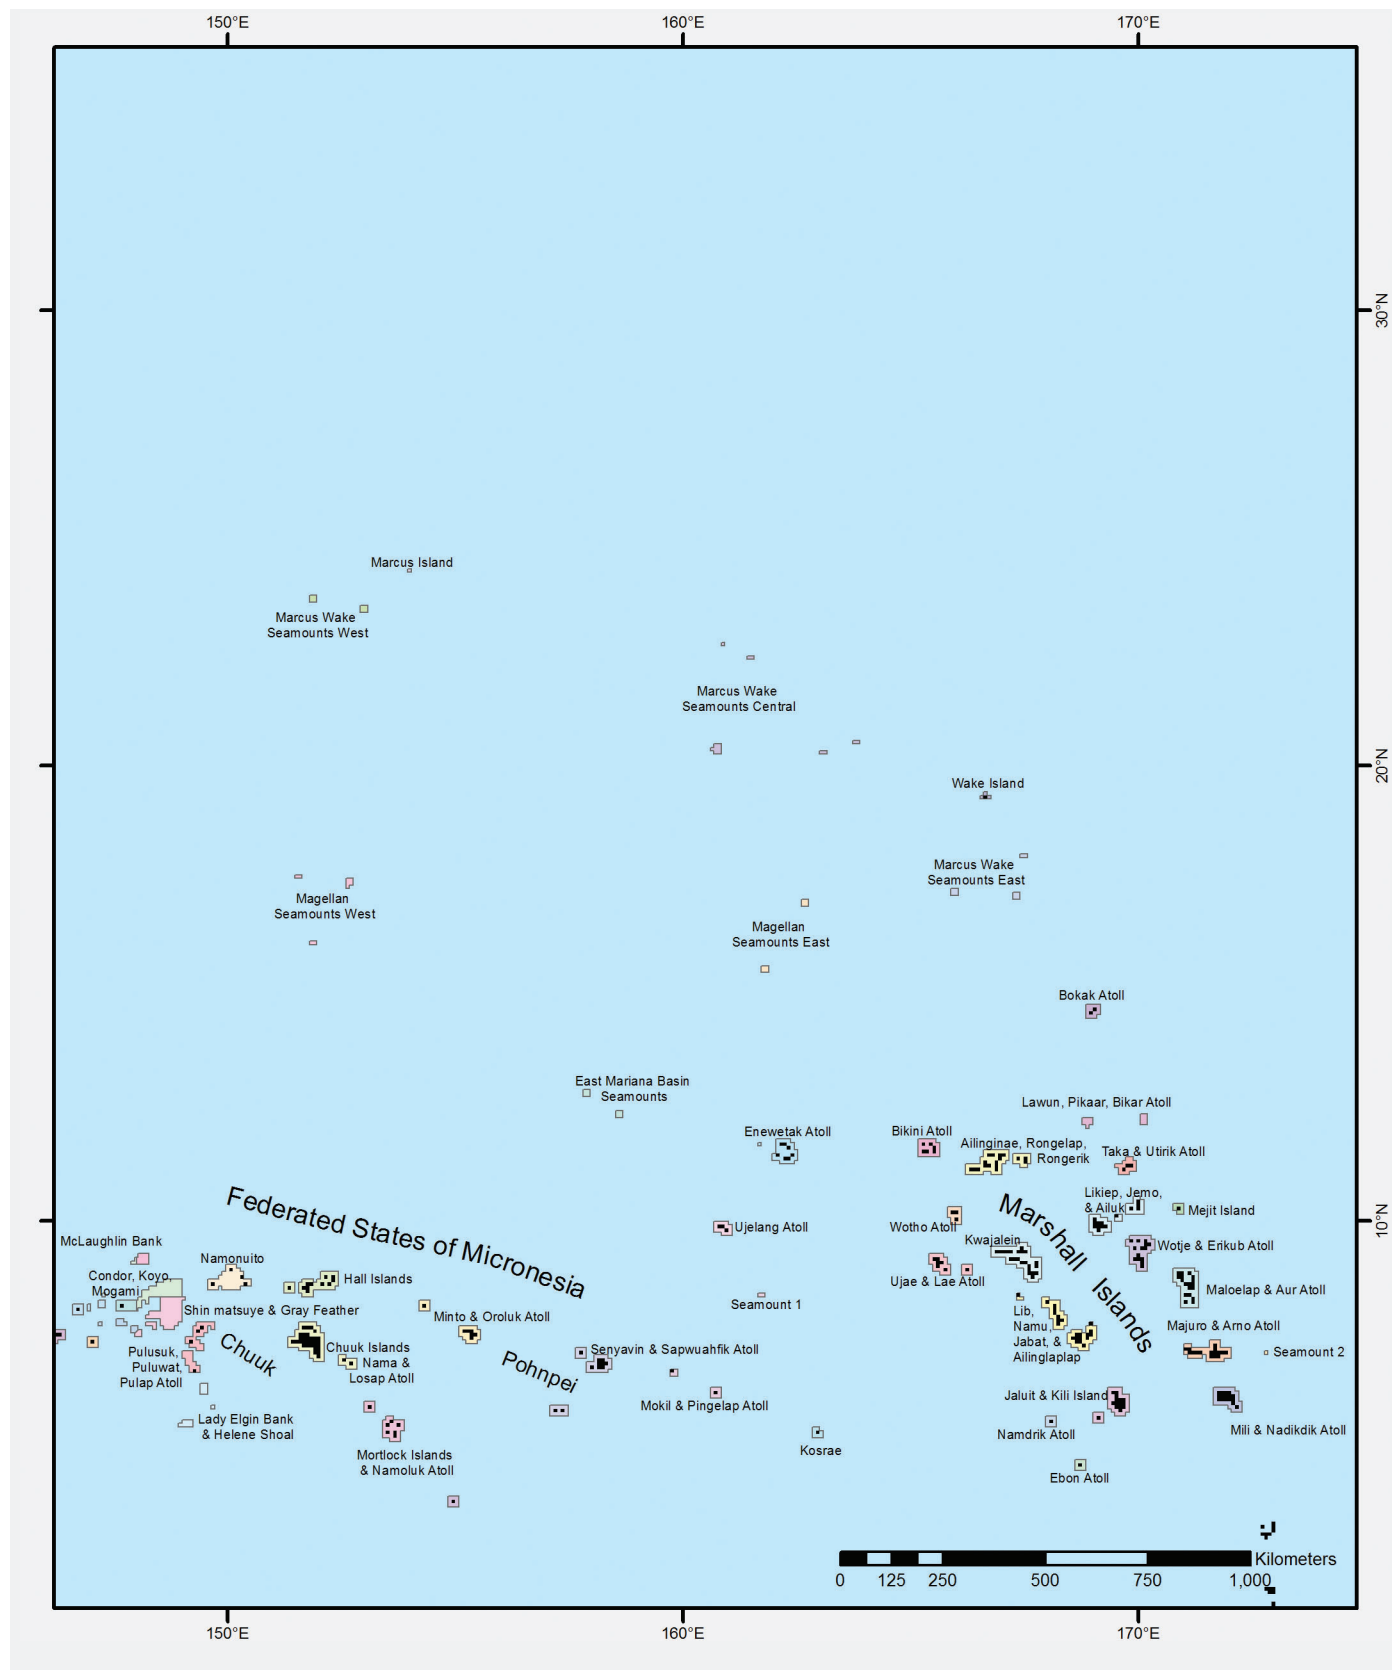 150°E
160°E
170°E
30°N
Marcus Island
Marcus Wake
Seamounts West
Marcus Wake
Seamounts Central
20°N
Wake Island
Marcus Wake
Seamounts East
Magellan
Seamounts West
Magellan
Seamounts East
Bokak Atoll
East Mariana Basin
Seamounts
Lawun, Pikaar, Bikar Atoll
Enewetak Atoll
Bikini Atoll
Ailinginae, Rongelap,
Rongerik
Taka & Utirik Atoll
Federated States of Micronesia
Marshall Islands
Likiep, Jemo,
& Ailuk
Mejit Island
10°N
Ujelang Atoll
Wotho Atoll
Kwajalein
Wotje & Erikub Atoll
McLaughlin Bank
Namonuito
Condor, Koyo,
Mogami
Hall Islands
Ujae & Lae Atoll
Maloelap & Aur Atoll
Shin matsuye & Gray Feather
Minto & Oroluk Atoll
Seamount 1
Lib,
Namu,
Jabat, &
Ailinglaplap
Majuro & Arno Atoll
Seamount 2
Chuuk
Chuuk Islands
Nama &
Losap Atoll
Pulusuk,
Puluwat,
Pulap Atoll
Pohnpei
Senyavin & Sapwuahfik Atoll
Mokil & Pingelap Atoll
Jaluit & Kili Island
Namdrik Atoll
Mili & Nadikdik Atoll
Lady Elgin Bank
& Helene Shoal
Mortlock Islands
& Namoluk Atoll
Kosrae
Ebon Atoll
Kilometers
0 125 250 500 750 1,000
150°E
160°E
170°E